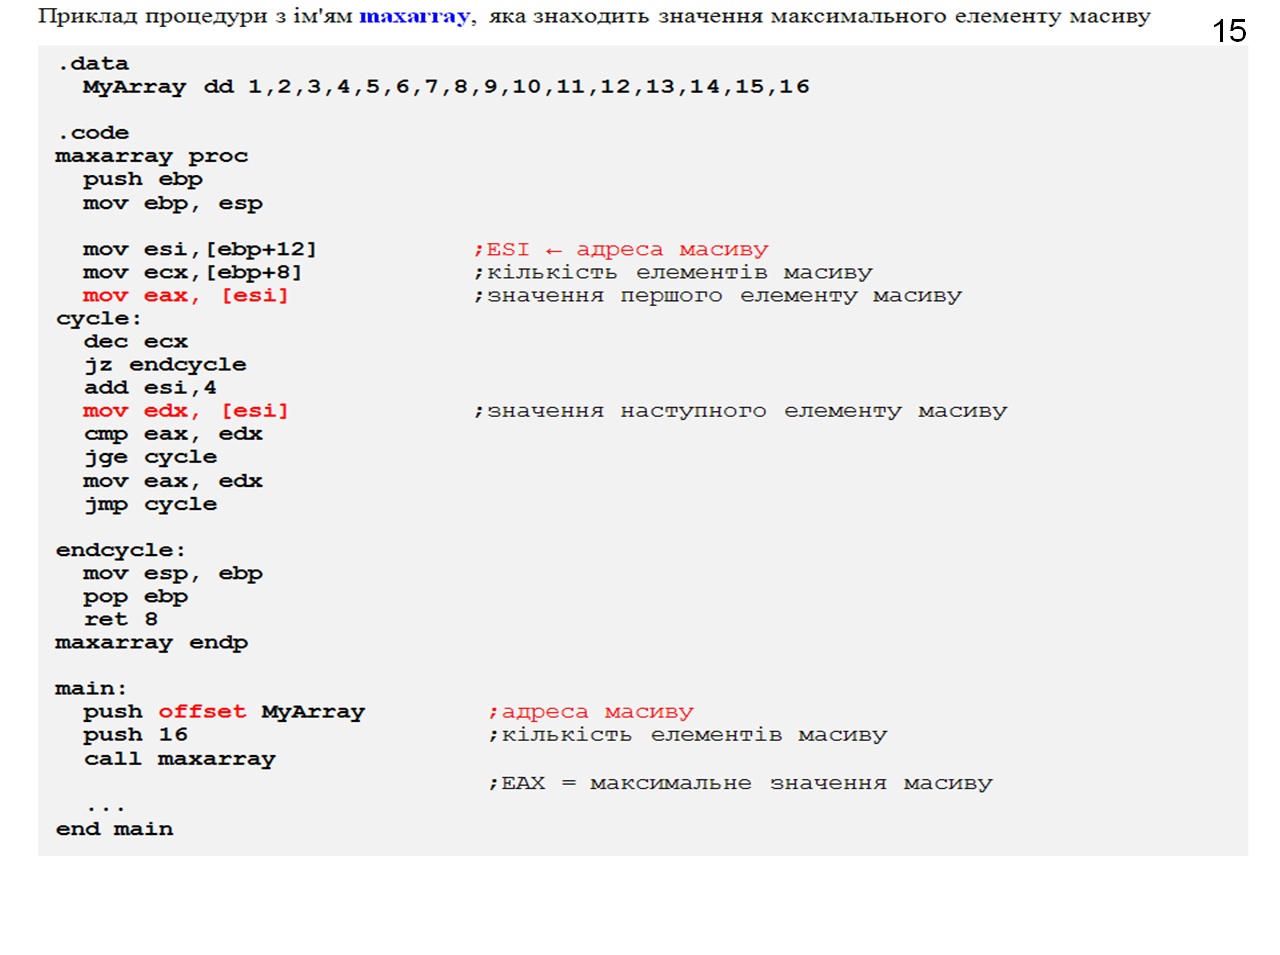 Приклад процедури з ім'ям maxarray, яка знаходить значення максимального елементу масиву
15
.data
MyArray dd 1,2,3,4,5,6,7,8,9,10,11,12,13,14,15,16
.code
maxarray proc
push ebp
mov ebp, esp
mov esi,[ebp+12] ;ESI ← адреса масиву
mov ecx,[ebp+8] ;кількість елементів масиву
mov eax, [esi] ;значення першого елементу масиву
cycle:
dec ecx
jz endcycle
add esi,4
mov edx, [esi] ;значення наступного елементу масиву
cmp eax, edx
jge cycle
mov eax, edx
jmp cycle
endcycle:
mov esp, ebp
pop ebp
ret 8
maxarray endp
main:
push offset MyArray ;адреса масиву
push 16 ;кількість елементів масиву
call maxarray
;EAX = максимальне значення масиву
...
end main